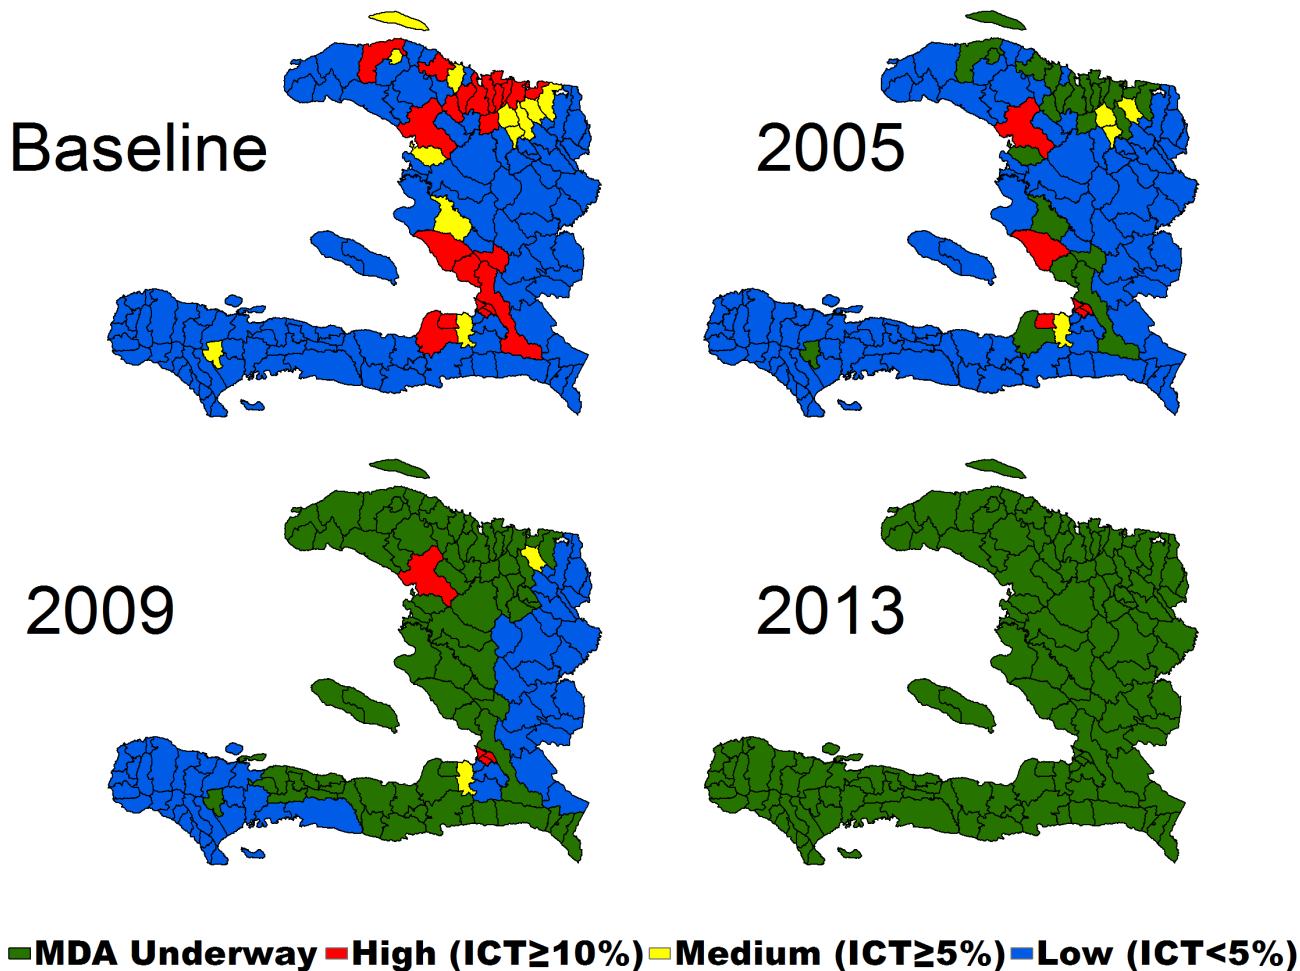 Baseline
2005
2009
2013
MDA Underway High (ICT≥10%) Medium (ICT≥5%) Low (ICT<5%)